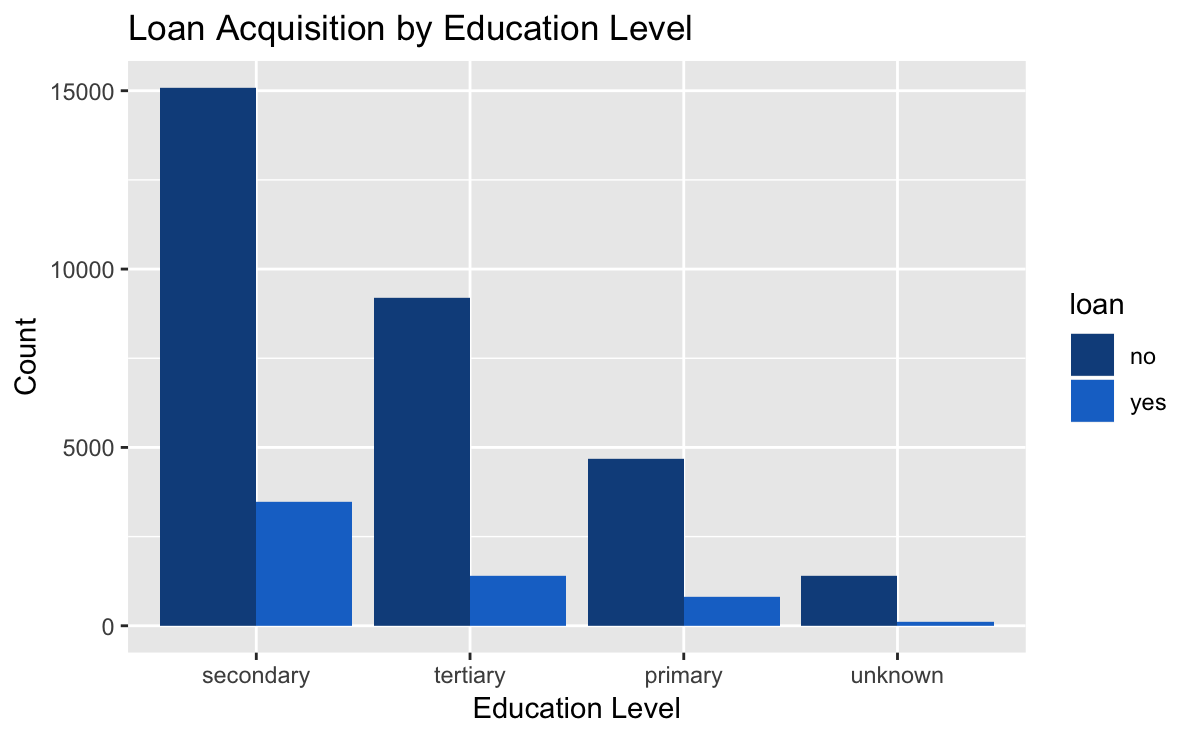 Loan Acquisition by Education Level
15000
10000
5000
0
Count
secondary tertiary primary unknown
Education Level
loan
no
yes